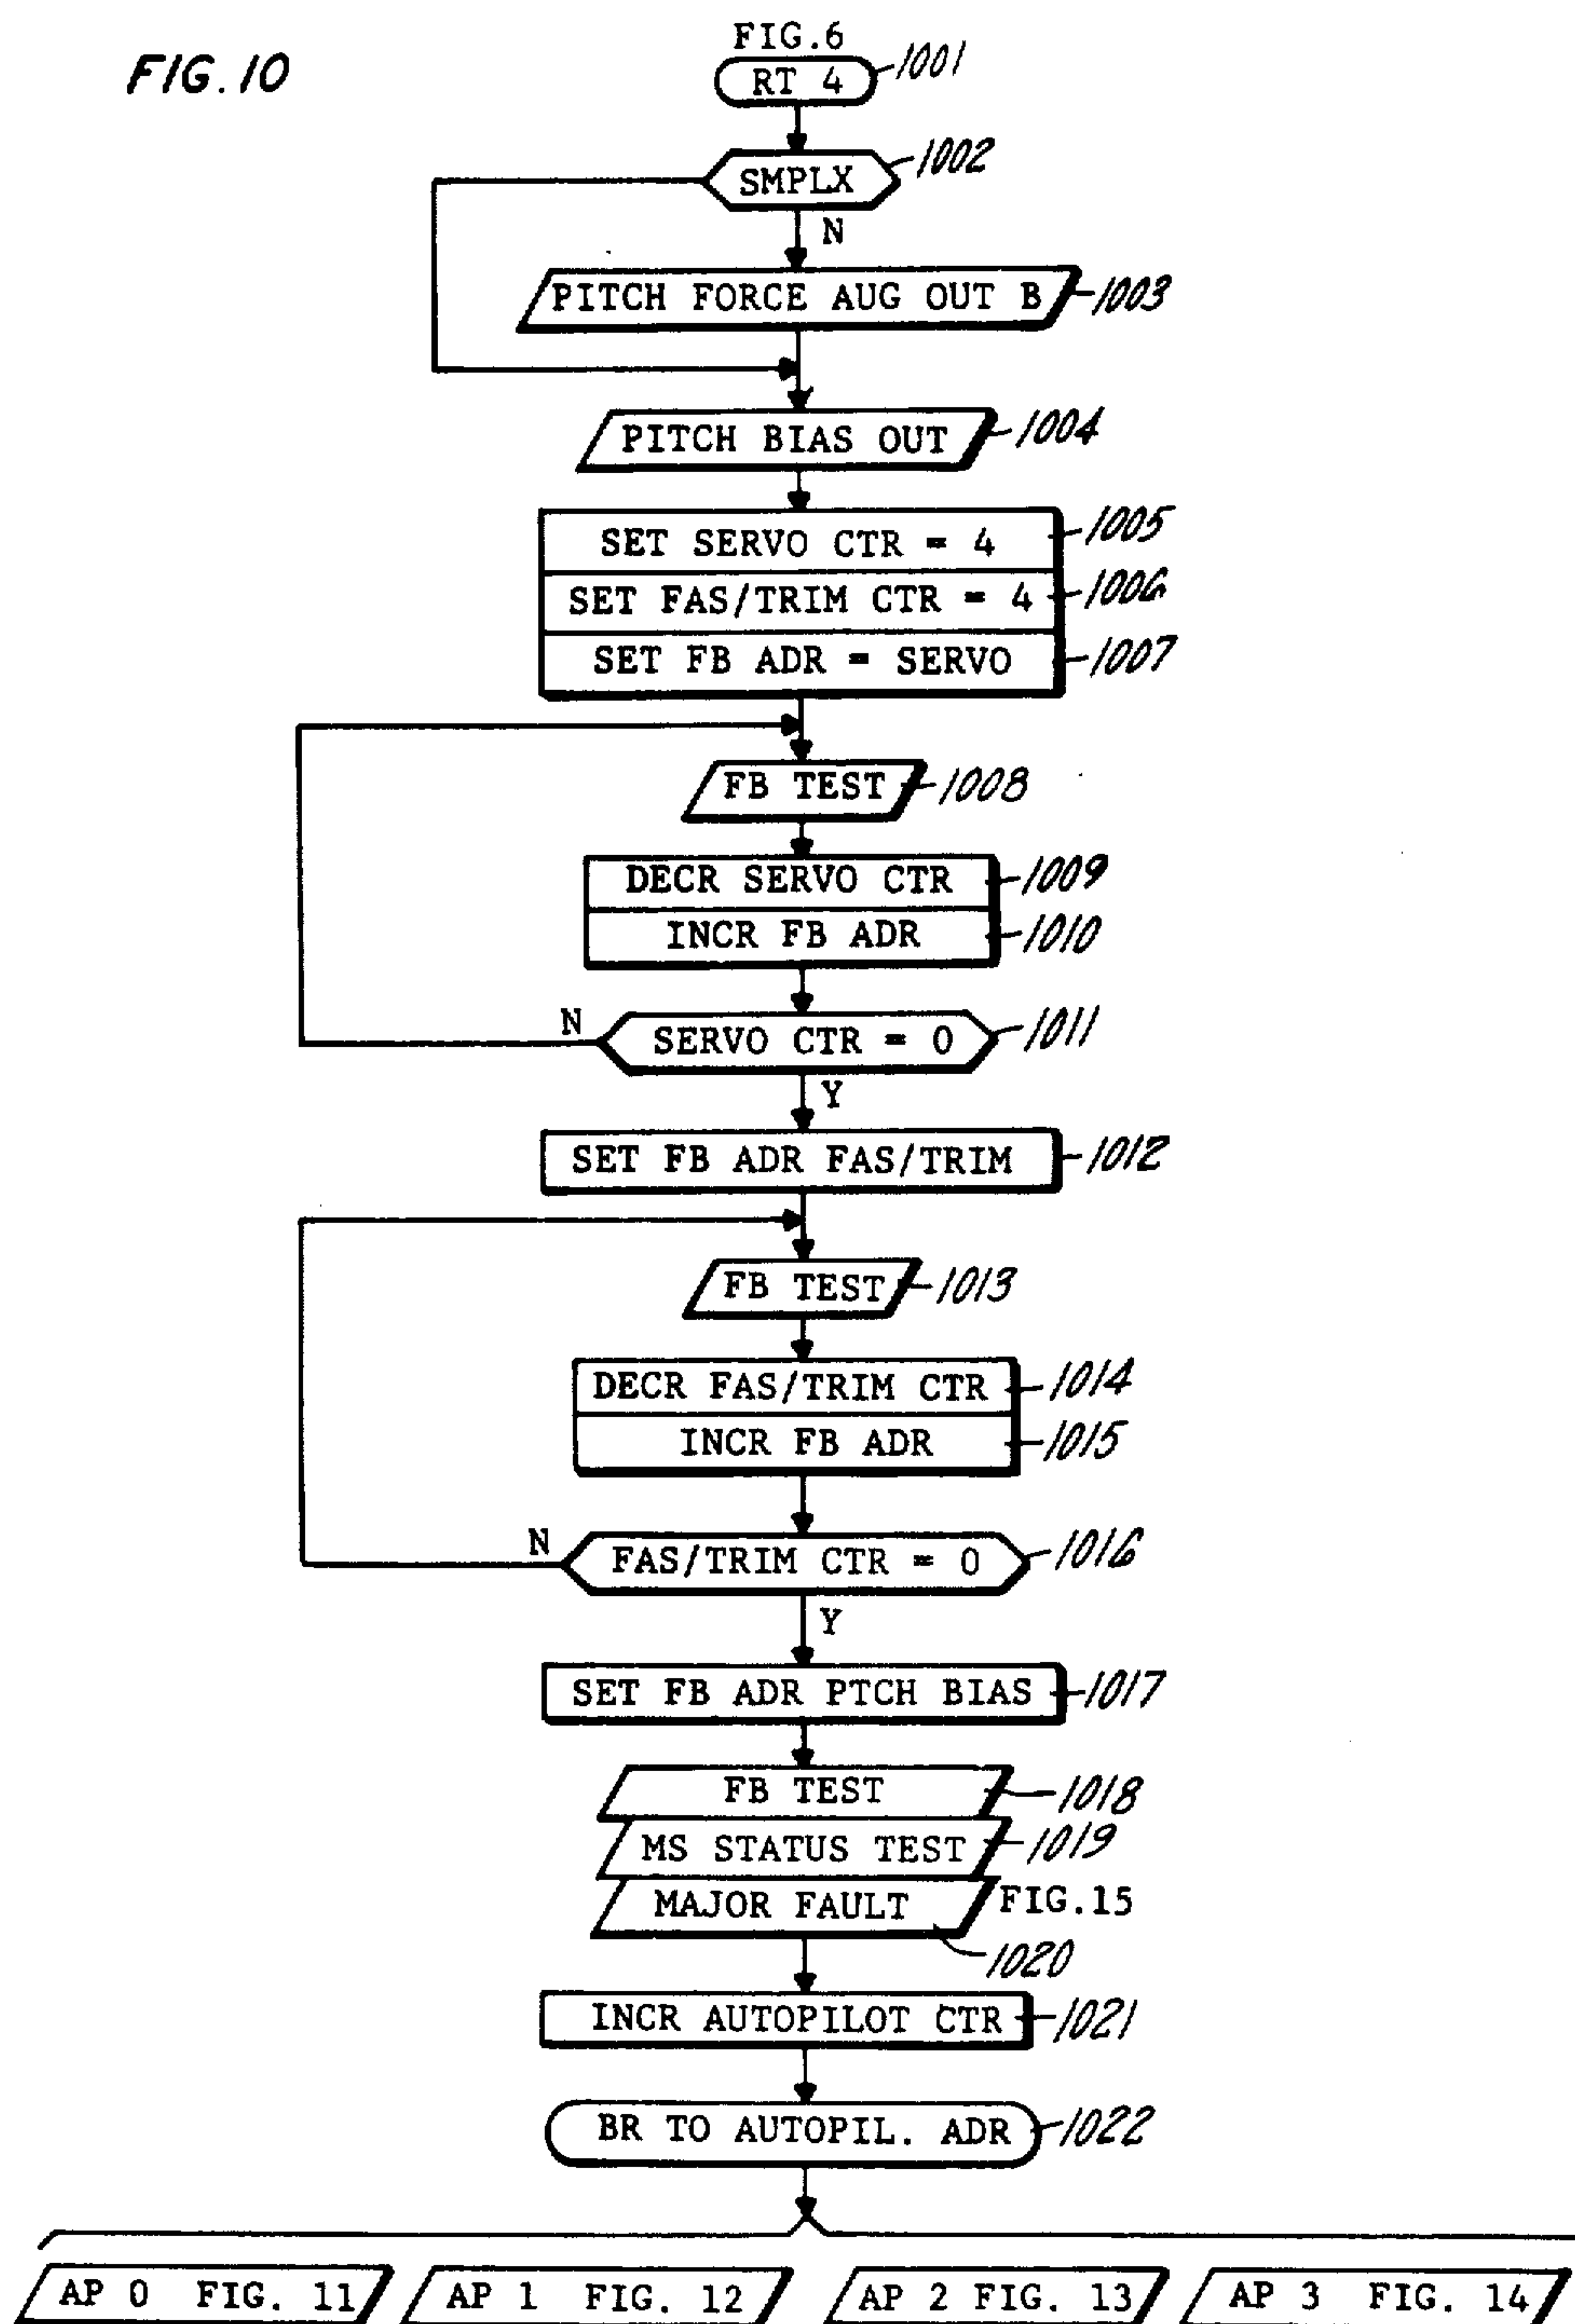 FIG. 10
FIG.6
RT 4 1001
SMPLX 1002
N
PITCH FORCE AUG OUT B 1003
PITCH BIAS OUT 1004
SET SERVO CTR = 4 1005
SET FAS/TRIM CTR = 4 1006
SET FB ADR = SERVO 1007
FB TEST 1008
DECR SERVO CTR 1009
INCR FB ADR 1010
N SERVO CTR = 0 1011
Y
SET FB ADR FAS/TRIM 1012
FB TEST 1013
DECR FAS/TRIM CTR 1014
INCR FB ADR 1015
N FAS/TRIM CTR = 0 1016
Y
SET FB ADR PTCH BIAS 1017
FB TEST 1018
MS STATUS TEST 1019
MAJOR FAULT FIG.15
1020
INCR AUTOPILOT CTR 1021
BR TO AUTOPIL. ADR 1022
AP 0 FIG. 11 AP 1 FIG. 12 AP 2 FIG. 13 AP 3 FIG. 14